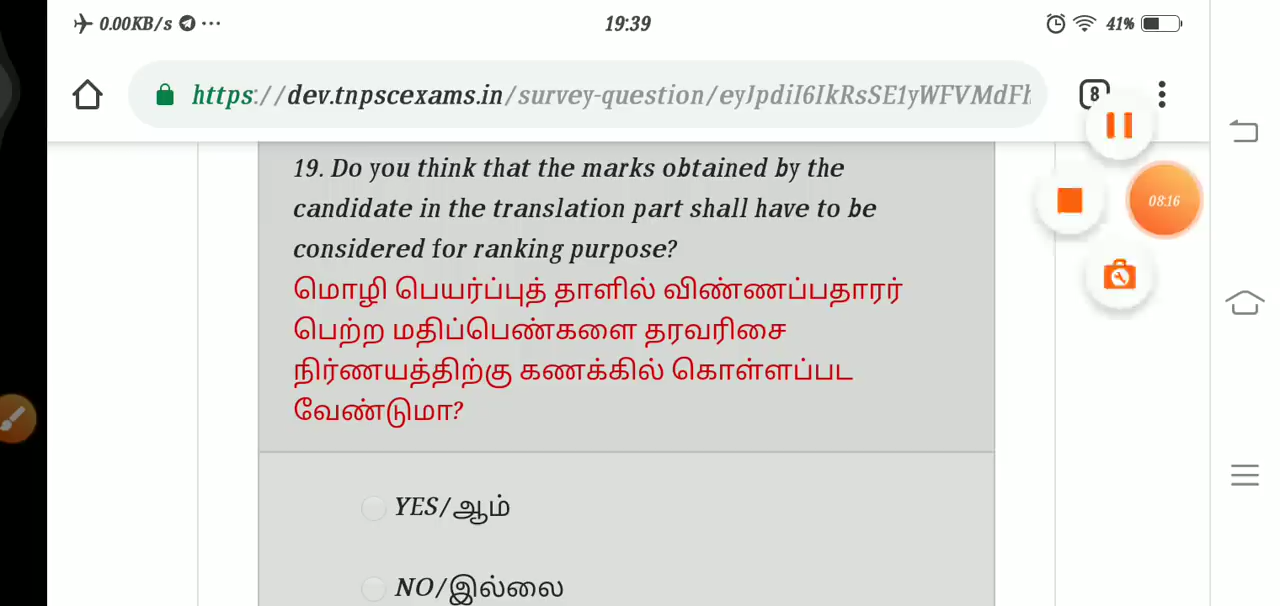 0.00KB/s ...
19:39
41%
https://dev.tnpscexams.in/survey-question/
8
08:16
19. Do you think that the marks obtained by the
candidate in the translation part shall have to be
considered for ranking purpose?
மொழி பெயர்ப்புத் தாளில் விண்ணப்பதாரர்
பெற்ற மதிப்பெண்களை தரவரிசை
நிர்ணயத்திற்கு கணக்கில் கொள்ளப்பட
வேண்டுமா?
YES/ஆம்
NO/இல்லை